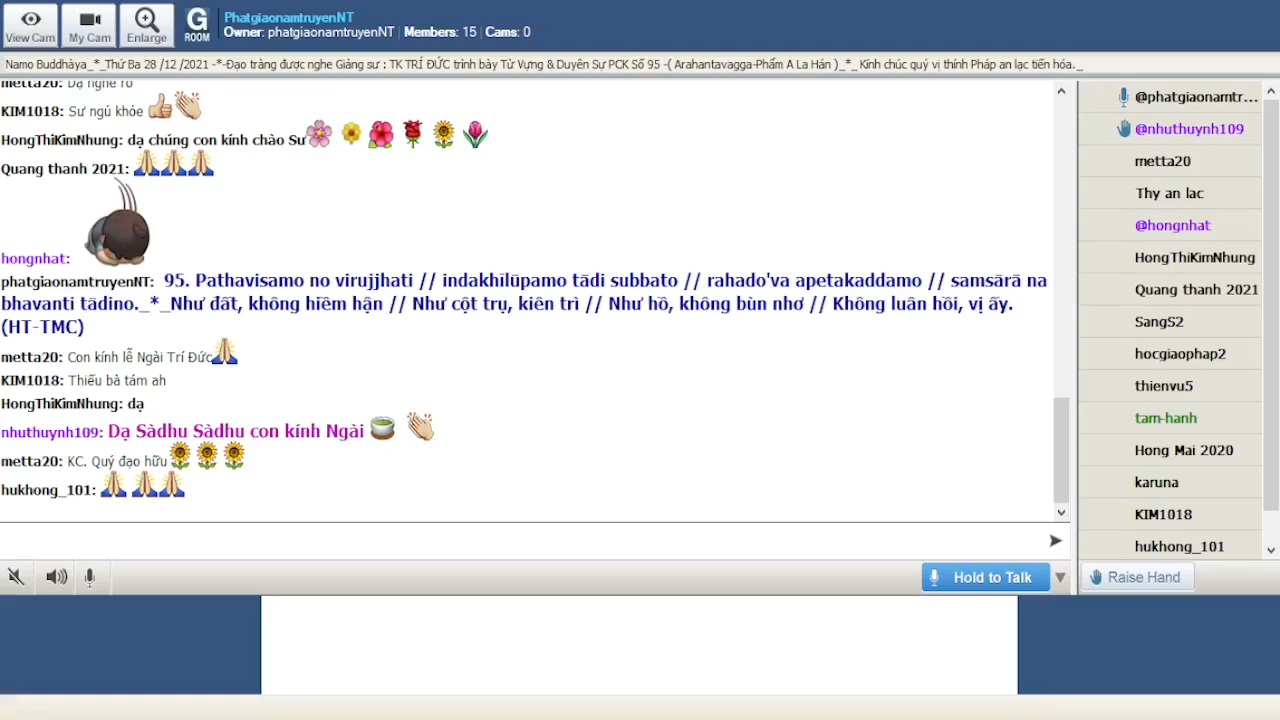 View Cam
My Cam
Enlarge
G
ROOM
PhatgiaonamtruyenNT
Owner: phatgiaonamtruyenNT | Members: 15 | Cams: 0
Namo Buddhàya_*_Thứ Ba 28 /12 /2021 -*-Đạo tràng được nghe Giảng sư : TK TRÍ ĐỨC trình bày Từ Vựng & Duyên Sự PCK Số 95 -( Arahantavagga-Phẩm A La Hán )_*_ Kính chúc quý vị thính Pháp an lạc tiến hóa._
metta20: Dạ nghe rõ
KIM1018: Sư ngủ khỏe
HongThiKimNhung: dạ chúng con kính chào Sư
Quang thanh 2021:
hongnhat:
phatgiaonamtruyenNT: 95. Pathavisamo no virujjhati // indakhīlūpamo tādi subbato // rahado'va apetakaddamo // saṃsārā na
bhavanti tādino._*_Như đất, không hiềm hận // Như cột trụ, kiên trì // Như hồ, không bùn nhơ // Không luân hồi, vị ấy.
(HT-TMC)
metta20: Con kính lễ Ngài Trí Đức
KIM1018: Thiếu bà tám ah
HongThiKimNhung: dạ
nhuthuynh109: Dạ Sàdhu Sàdhu con kính Ngài
metta20: KC. Quý đạo hữu
hukhong_101:
Hold to Talk
@phatgiaonamtr...
@nhuthuynh109
metta20
Thy an lac
@hongnhat
HongThiKimNhung
Quang thanh 2021
SangS2
hocgiaophap2
thienvu5
tam-hanh
Hong Mai 2020
karuna
KIM1018
hukhong_101
Raise Hand